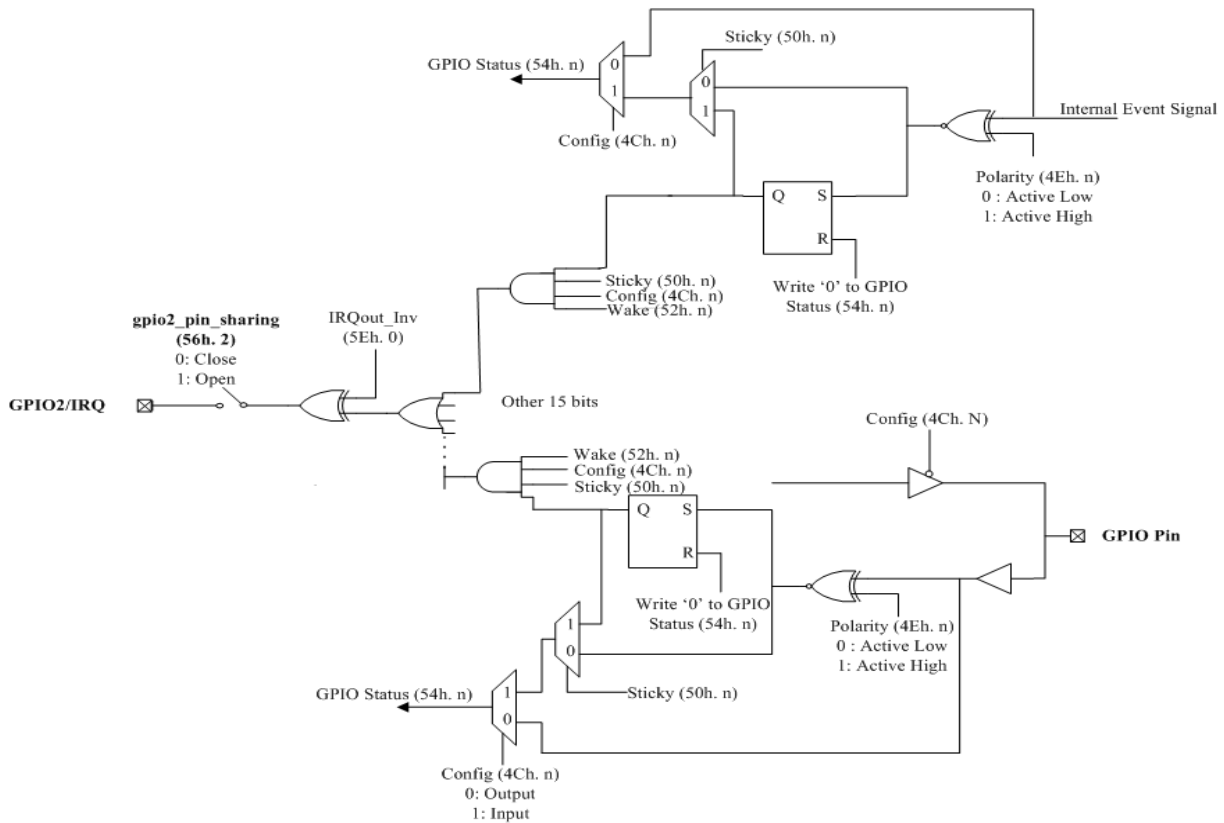 Sticky (50h. n)
GPIO Status (54h. n)
0
1
0
1
Internal Event Signal
Config (4Ch. n)
Polarity (4Eh. n)
0 : Active Low
1: Active High
Q
S
R
Sticky (50h. n)
Config (4Ch. n)
Wake (52h. n)
Write ‘0’ to GPIO
Status (54h. n)
gpio2_pin_sharing
(56h. 2)
0: Close
1: Open
IRQout_Inv
(5Eh. 0)
GPIO2/IRQ
Other 15 bits
Config (4Ch. N)
Wake (52h. n)
Config (4Ch. n)
Sticky (50h. n)
Q
S
R
GPIO Pin
Write ‘0’ to GPIO
Status (54h. n)
Polarity (4Eh. n)
0 : Active Low
1: Active High
1
0
GPIO Status (54h. n)
1
0
Sticky (50h. n)
Config (4Ch. n)
0: Output
1: Input